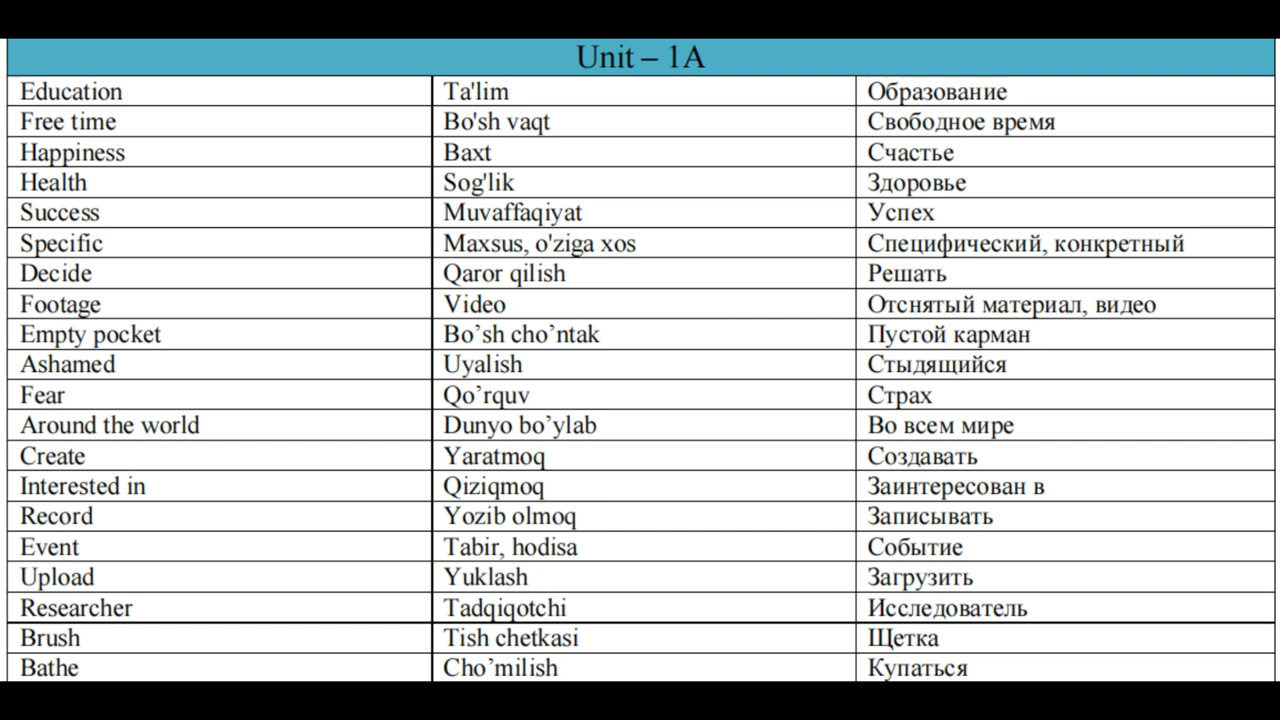 Unit – 1A
Education Ta'lim Образование
Free time Bo'sh vaqt Свободное время
Happiness Baxt Счастье
Health Sog'lik Здоровье
Success Muvaffaqiyat Успех
Specific Maxsus, o'ziga xos Специфический, конкретный
Decide Qaror qilish Решать
Footage Video Отснятый материал, видео
Empty pocket Bo’sh cho’ntak Пустой карман
Ashamed Uyalish Стыдящийся
Fear Qo’rquv Страх
Around the world Dunyo bo’ylab Во всем мире
Create Yaratmoq Создавать
Interested in Qiziqmoq Заинтересован в
Record Yozib olmoq Записывать
Event Tabir, hodisa Событие
Upload Yuklash Загрузить
Researcher Tadqiqotchi Исследователь
Brush Tish chetkasi Щетка
Bathe Cho’milish Купаться